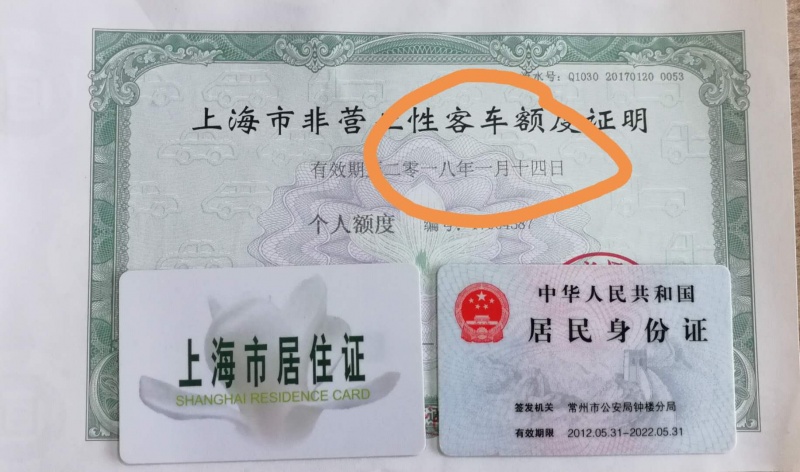 水号：Q1030 20170120 0053
上海市非营 性客车额度证明
有效期 二零一八年一月十四日
个人额度
中华人民共和国
居民身份证
上海市居住证
SHANGHAI RESIDENCE CARD
签发机关 常州市公安局钟楼分局
有效期限 2012.05.31-2022.05.31